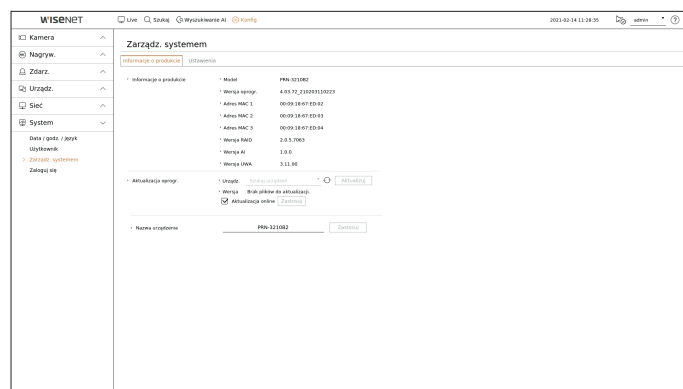 WISENET
Live Szukaj Wyszukiwanie AI Konfig 2021-02-14 11:28:35 admin
Kamera
Nagryw.
Zdarz.
Urządz.
Sieć
System
Data / godz. / język
Użytkownik
> Zarządz. systemem
Zaloguj się
Zarządz. systemem
Informacje o produkcie Ustawienia
Informacje o produkcie
Model PRN-3210B2
Wersja oprogr. 4.03.72_210203110223
Adres MAC 1 00:09:18:67:ED:02
Adres MAC 2 00:09:18:67:ED:03
Adres MAC 3 00:09:18:67:ED:04
Wersja RAID 2.0.5.7063
Wersja AI 1.0.0
Wersja UWA 3.11.00
Aktualizacja oprogr.
Urządz. Szukaj urządzeń Aktualizuj
Wersja Brak plików do aktualizacji.
Aktualizacja online Zastosuj
Nazwa urządzenia PRN-3210B2 Zastosuj